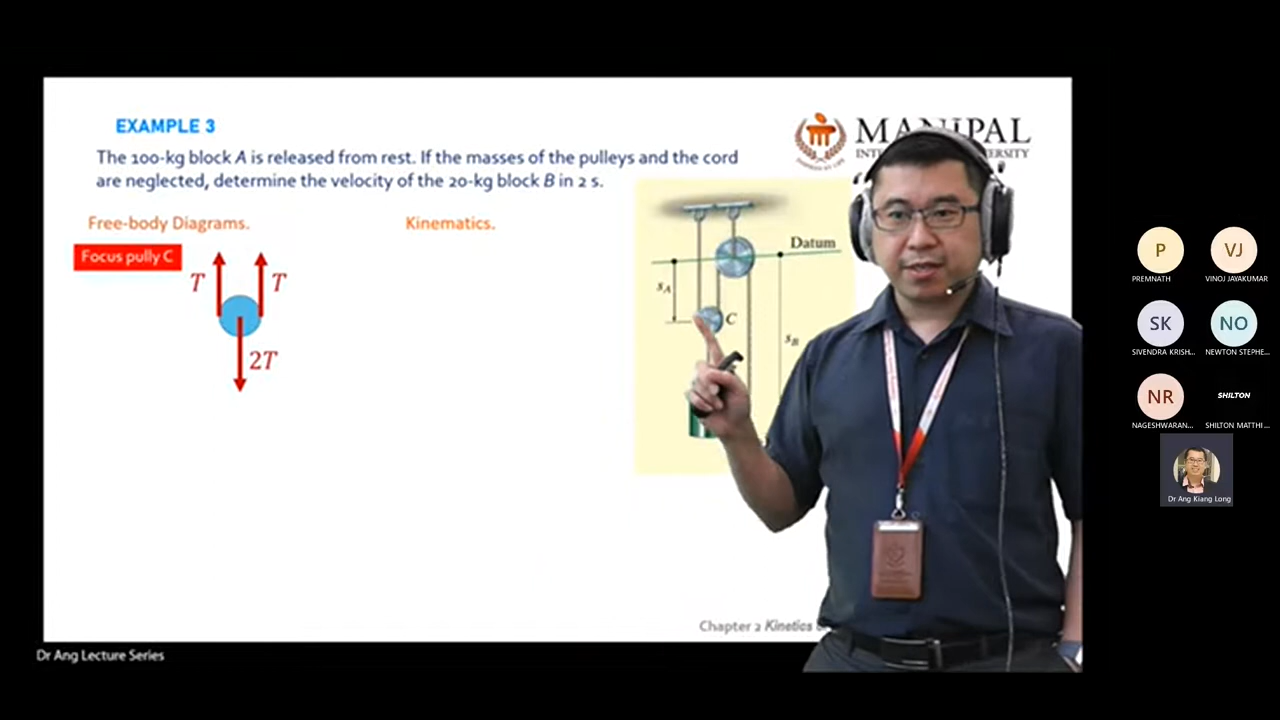 EXAMPLE 3
The 100-kg block A is released from rest. If the masses of the pulleys and the cord
are neglected, determine the velocity of the 20-kg block B in 2 s.
Free-body Diagrams.
Kinematics.
Focus pully C
T
T
2T
MANIPAL
Datum
sA
C
sB
Chapter 2 Kinetics
Dr Ang Lecture Series
P
PREMNATH
VJ
VINOJ JAYAKUMAR
SK
SIVENDRA KRISH...
NO
NEWTON STEPHE...
NR
NAGESHWARAN...
SHILTON
SHILTON MATTHI...
Dr Ang Kiang Long